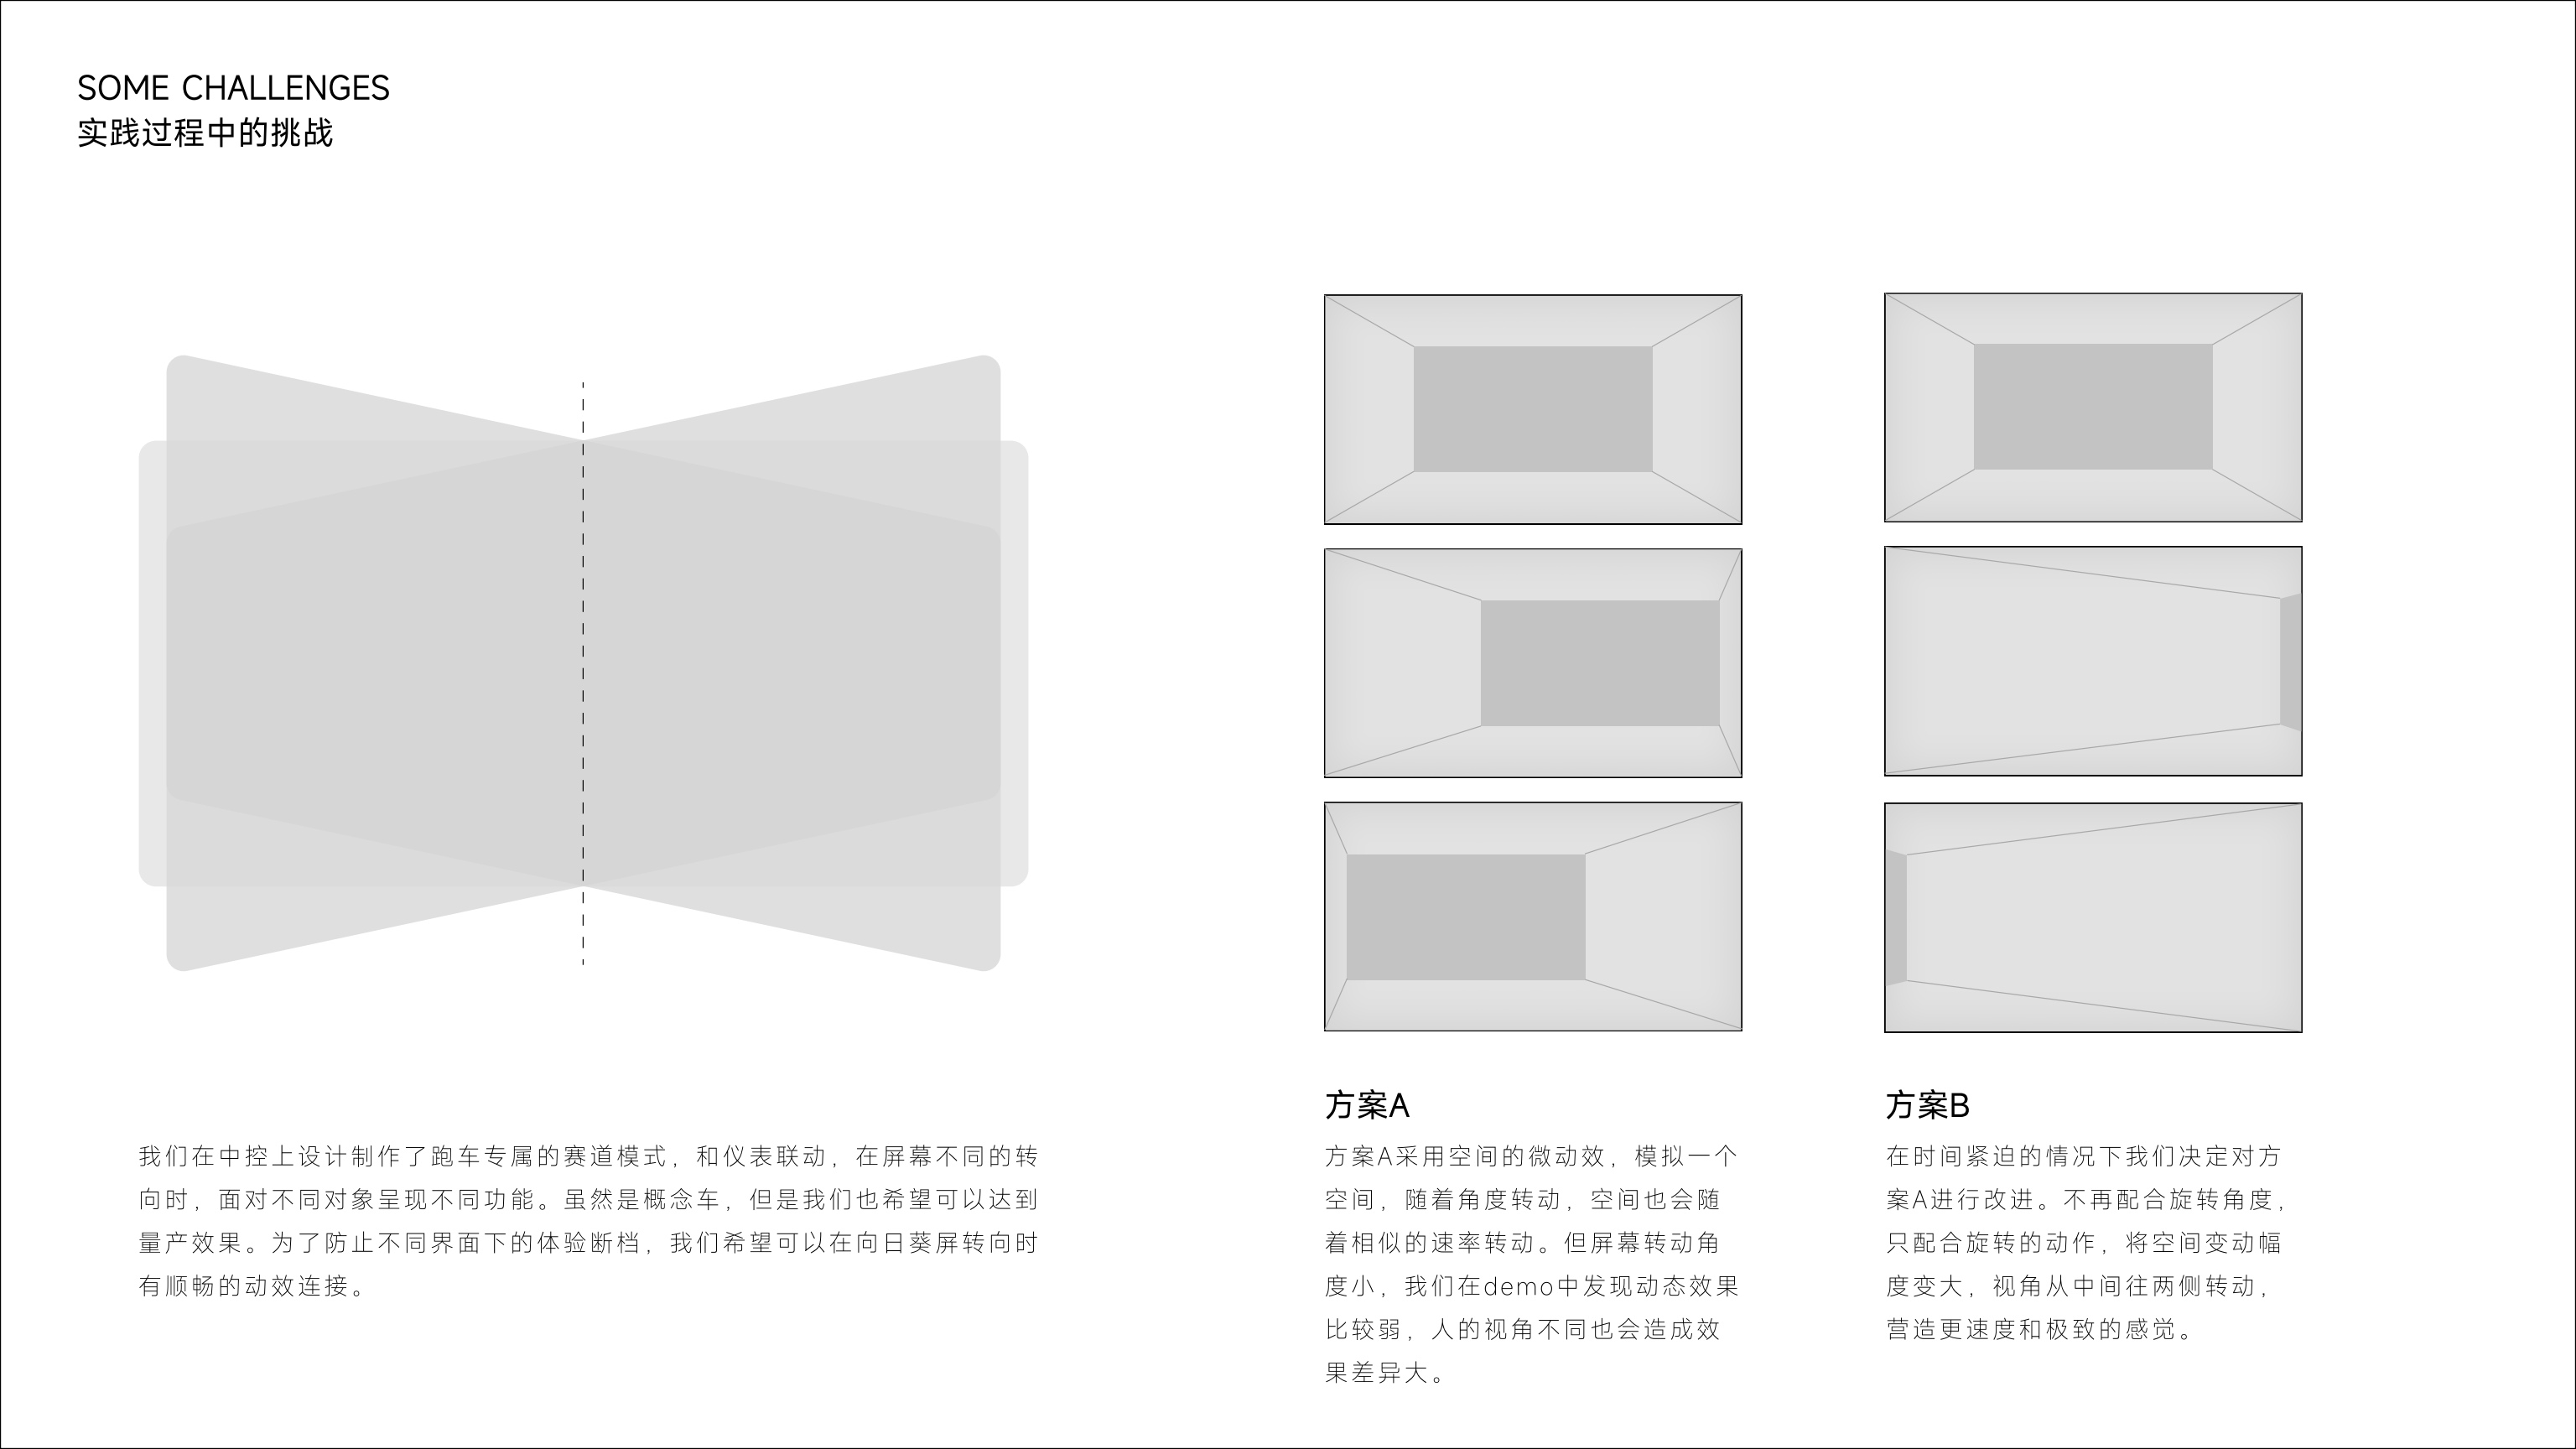 SOME CHALLENGES
实践过程中的挑战
我们在中控上设计制作了跑车专属的赛道模式，和仪表联动，在屏幕不同的转
向时，面对不同对象呈现不同功能。虽然是概念车，但是我们也希望可以达到
量产效果。为了防止不同界面下的体验断档，我们希望可以在向日葵屏转向时
有顺畅的动效连接。
方案A
方案A采用空间的微动效，模拟一个
空间，随着角度转动，空间也会随
着相似的速率转动。但屏幕转动角
度小，我们在demo中发现动态效果
比较弱，人的视角不同也会造成效
果差异大。
方案B
在时间紧迫的情况下我们决定对方
案A进行改进。不再配合旋转角度，
只配合旋转的动作，将空间变动幅
度变大，视角从中间往两侧转动，
营造更速度和极致的感觉。